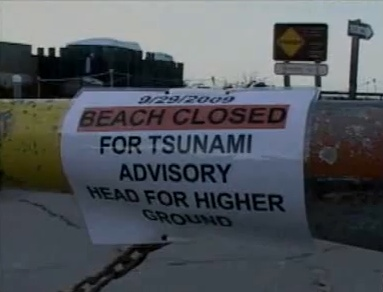 9/29/2009
BEACH CLOSED
FOR TSUNAMI
ADVISORY
HEAD FOR HIGHER
GROUND